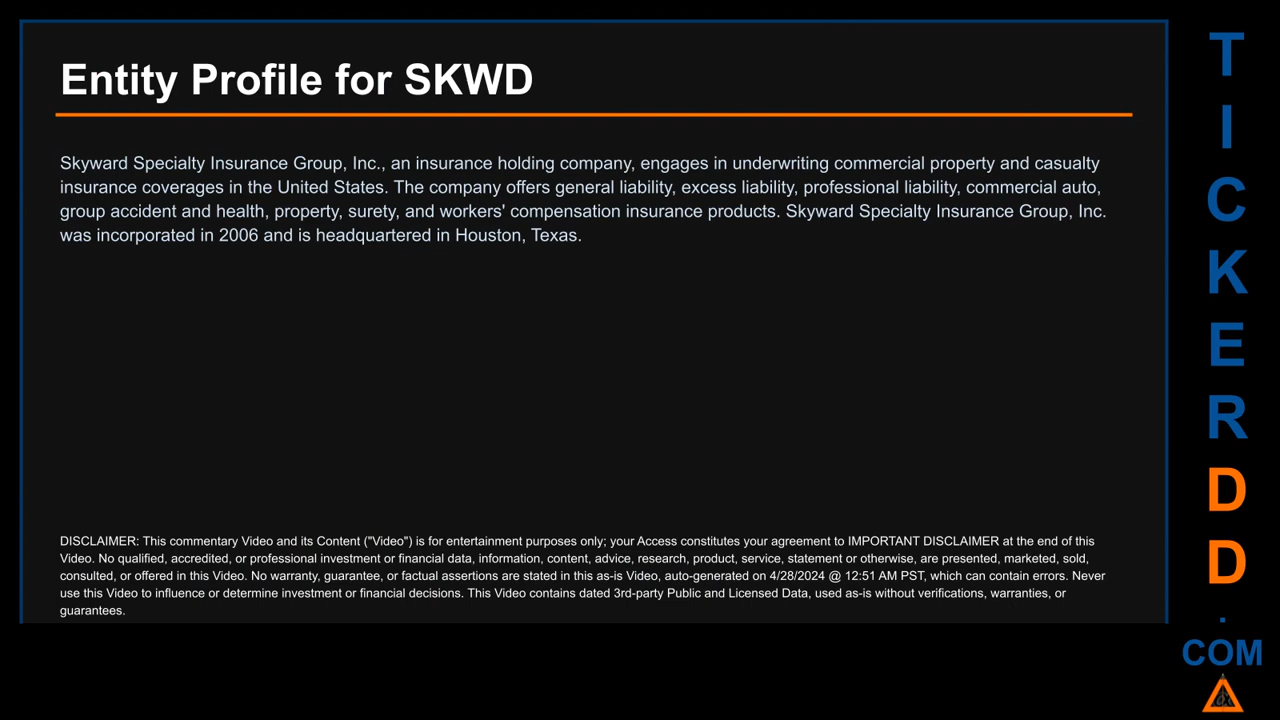 Entity Profile for SKWD
Skyward Specialty Insurance Group, Inc., an insurance holding company, engages in underwriting commercial property and casualty
insurance coverages in the United States. The company offers general liability, excess liability, professional liability, commercial auto,
group accident and health, property, surety, and workers' compensation insurance products. Skyward Specialty Insurance Group, Inc.
was incorporated in 2006 and is headquartered in Houston, Texas.
DISCLAIMER: This commentary Video and its Content ("Video") is for entertainment purposes only; your Access constitutes your agreement to IMPORTANT DISCLAIMER at the end of this
Video. No qualified, accredited, or professional investment or financial data, information, content, advice, research, product, service, statement or otherwise, are presented, marketed, sold,
consulted, or offered in this Video. No warranty, guarantee, or factual assertions are stated in this as-is Video, auto-generated on 4/28/2024 @ 12:51 AM PST, which can contain errors. Never
use this Video to influence or determine investment or financial decisions. This Video contains dated 3rd-party Public and Licensed Data, used as-is without verifications, warranties, or
guarantees.
T
I
C
K
E
R
D
D
.
COM